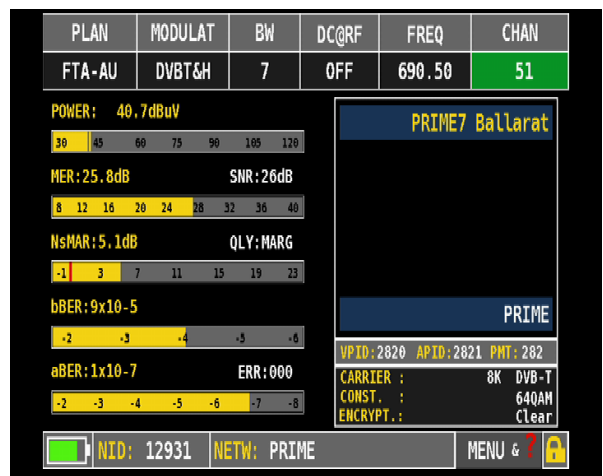 PLAN MODULAT BW DC@RF FREQ CHAN
FTA-AU DVBT&H 7 OFF 690.50 51
POWER: 40.7dBuV
30 45 60 75 90 105 120
MER:25.8dB SNR:26dB
8 12 16 20 24 28 32 36 40
NsMAR:5.1dB QLY:MARG
-1 3 7 11 15 19 23
bBER:9x10-5
-2 -3 -4 -5 -6
aBER:1x10-7 ERR:000
-2 -3 -4 -5 -6 -7 -8
PRIME7 Ballarat
PRIME
VPID:2820 APID:2821 PMT:282
CARRIER : 8K DVB-T
CONST. : 64QAM
ENCRYPT.: Clear
NID: 12931 NETW: PRIME MENU & ?